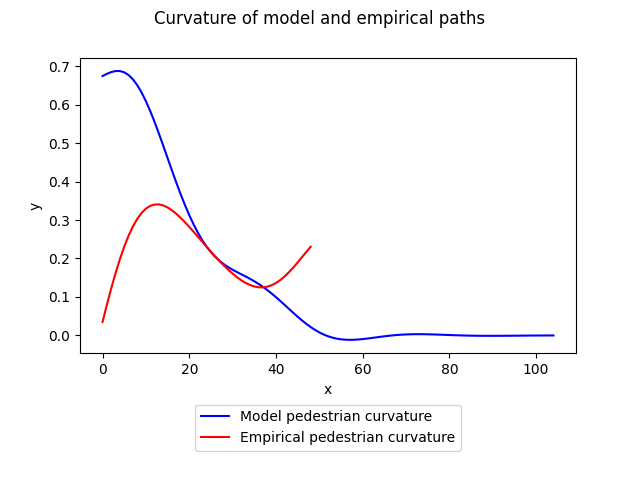 Curvature of model and empirical paths
0.7
0.6
0.5
0.4
0.3
0.2
0.1
0.0
y
0 20 40 60 80 100
x
Model pedestrian curvature
Empirical pedestrian curvature